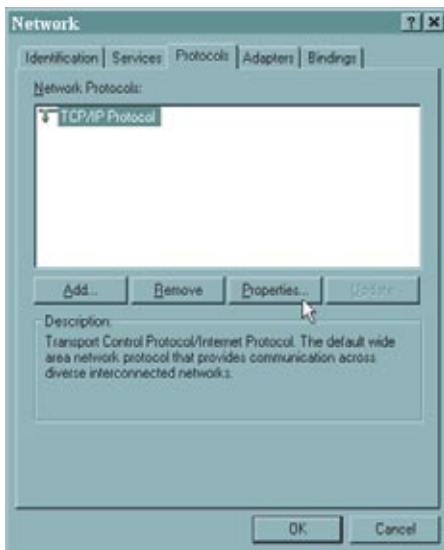 Network
Identification Services Protocols Adapters Bindings
Network Protocols:
TCP/IP Protocol
Add... Remove Properties... Update...
Description:
Transport Control Protocol/Internet Protocol. The default wide
area network protocol that provides communication across
diverse interconnected networks.
OK Cancel